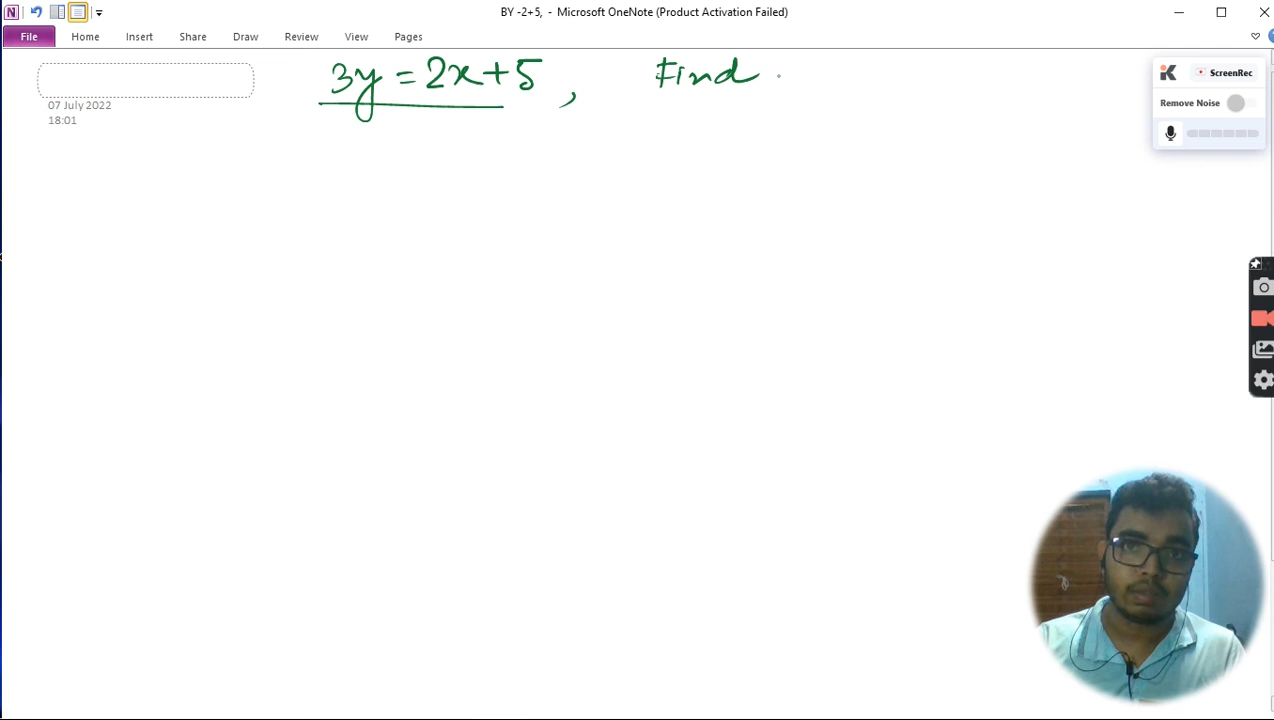 BY -2+5, - Microsoft OneNote (Product Activation Failed)
File Home Insert Share Draw Review View Pages
3y = 2x+5 , Find
07 July 2022
18:01
ScreenRec
Remove Noise